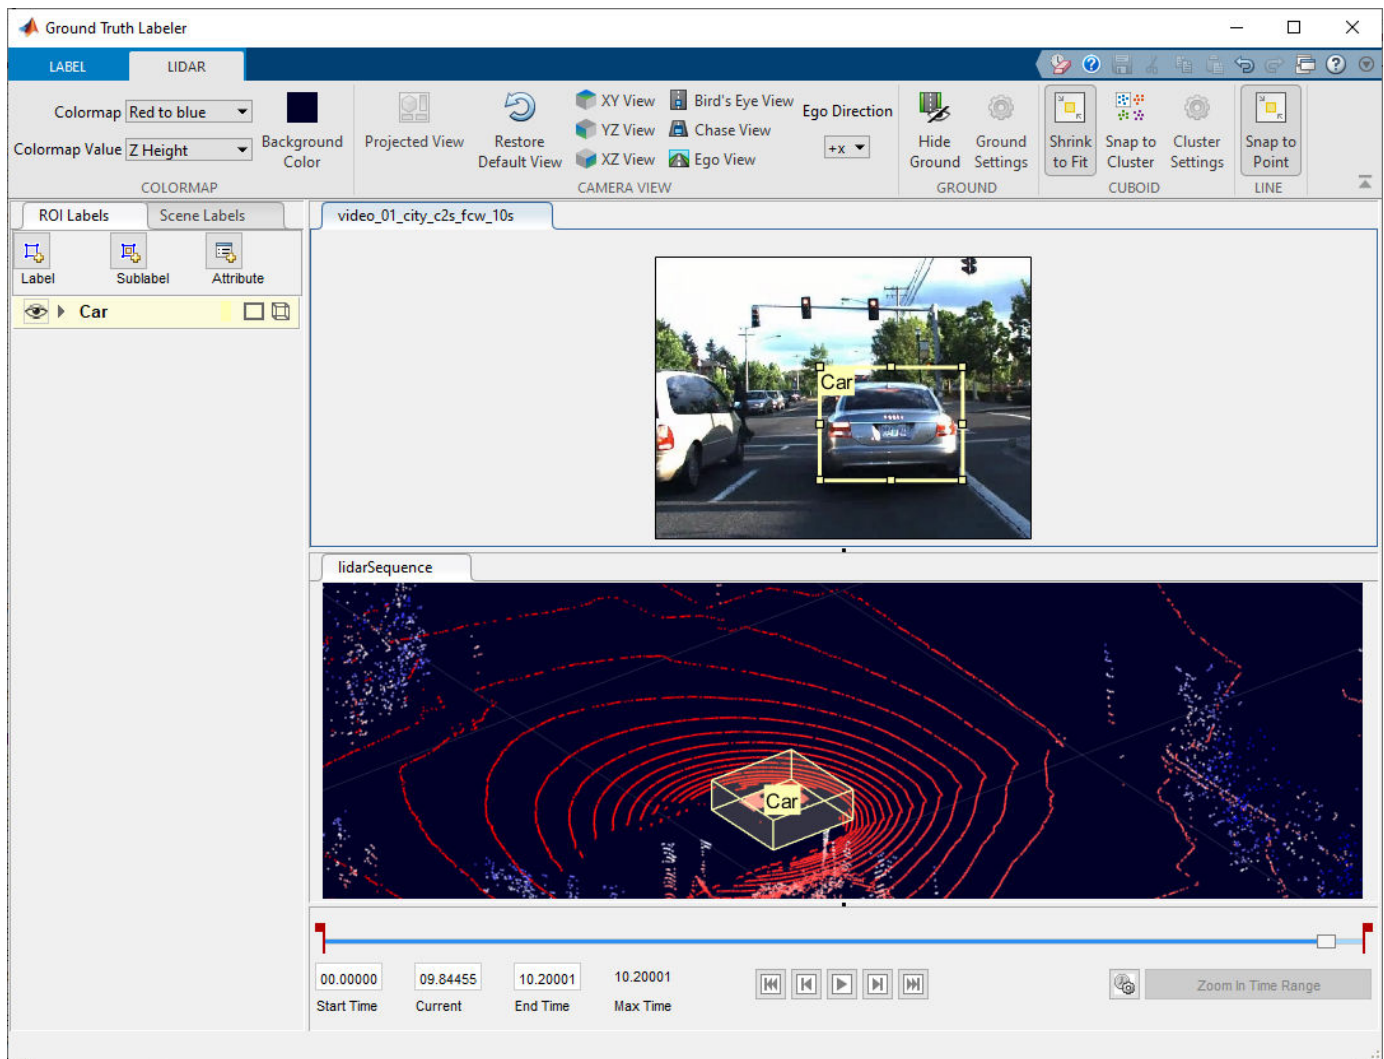 Ground Truth Labeler
LABEL
LIDAR
Colormap Red to blue
Colormap Value Z Height
Background Color
COLORMAP
Projected View
Restore Default View
XY View
YZ View
XZ View
Bird's Eye View
Chase View
Ego View
Ego Direction
+x
CAMERA VIEW
Hide Ground
Ground Settings
GROUND
Shrink to Fit
Snap to Cluster
Cluster Settings
CUBOID
Snap to Point
LINE
ROI Labels
Scene Labels
Label
Sublabel
Attribute
Car
video_01_city_c2s_fcw_10s
Car
lidarSequence
Car
00.00000
09.84455
10.20001
10.20001
Start Time
Current
End Time
Max Time
Zoom In Time Range